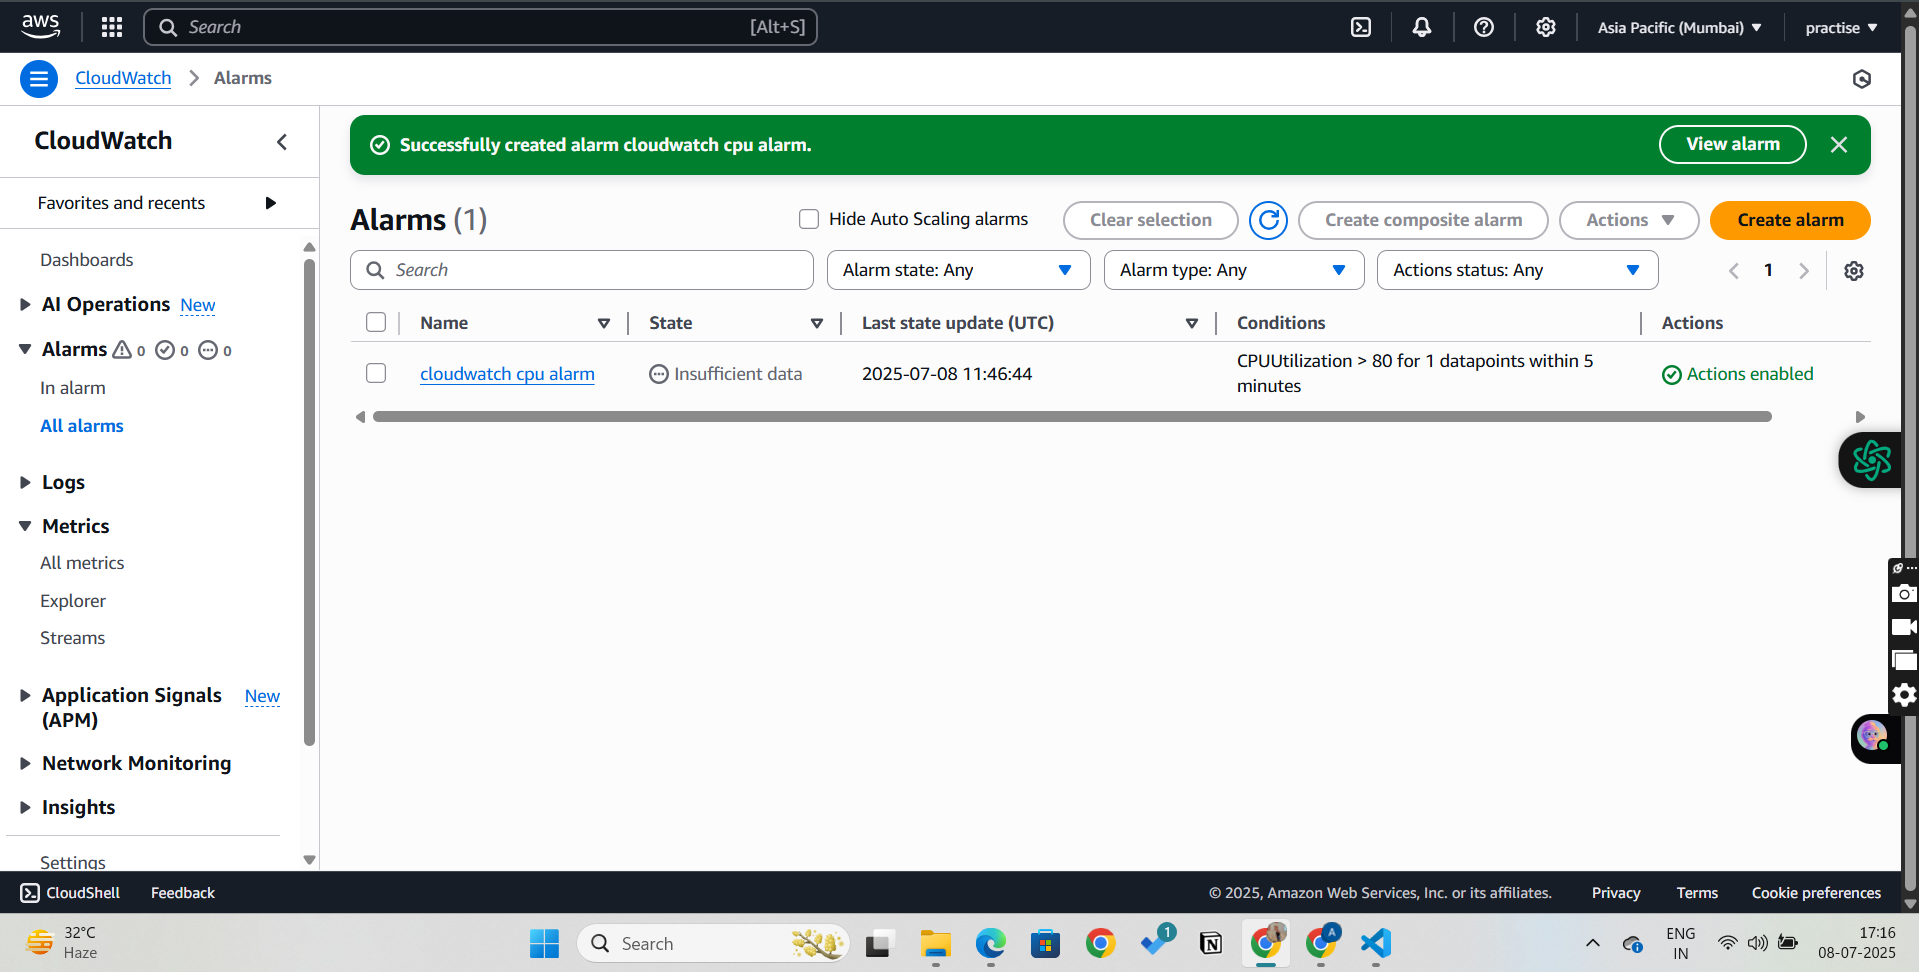 aws
Search
[Alt+S]
Asia Pacific (Mumbai)
practise
CloudWatch
Alarms
CloudWatch
Favorites and recents
Dashboards
AI Operations New
Alarms 0 0 0
In alarm
All alarms
Logs
Metrics
All metrics
Explorer
Streams
Application Signals New
(APM)
Network Monitoring
Insights
Settings
Successfully created alarm cloudwatch cpu alarm.
View alarm
Alarms (1)
Hide Auto Scaling alarms
Clear selection
Create composite alarm
Actions
Create alarm
Search
Alarm state: Any
Alarm type: Any
Actions status: Any
1
Name
State
Last state update (UTC)
Conditions
Actions
cloudwatch cpu alarm
Insufficient data
2025-07-08 11:46:44
CPUUtilization > 80 for 1 datapoints within 5
minutes
Actions enabled
CloudShell
Feedback
© 2025, Amazon Web Services, Inc. or its affiliates.
Privacy
Terms
Cookie preferences
32°C
Haze
Search
1
A
ENG
IN
17:16
08-07-2025